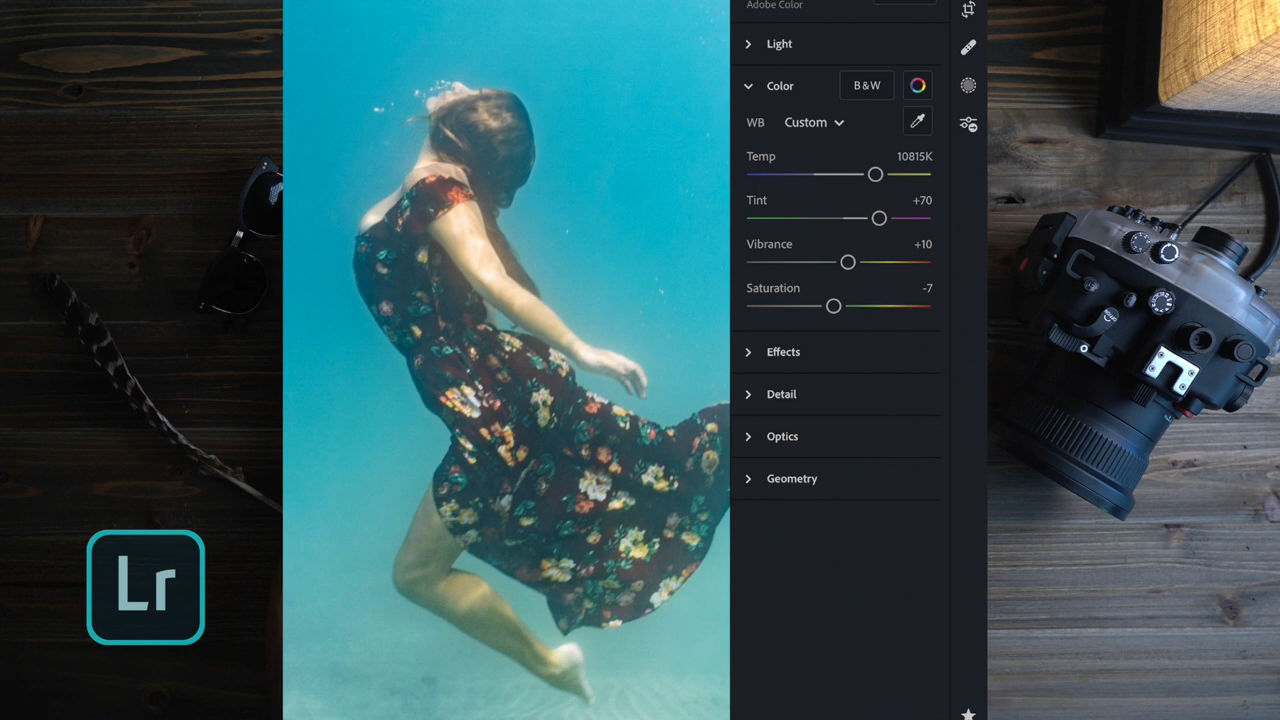 Adobe Color
Light
Color
B&W
WB
Custom
Temp
10815K
Tint
+70
Vibrance
+10
Saturation
-7
Effects
Detail
Optics
Geometry
Lr